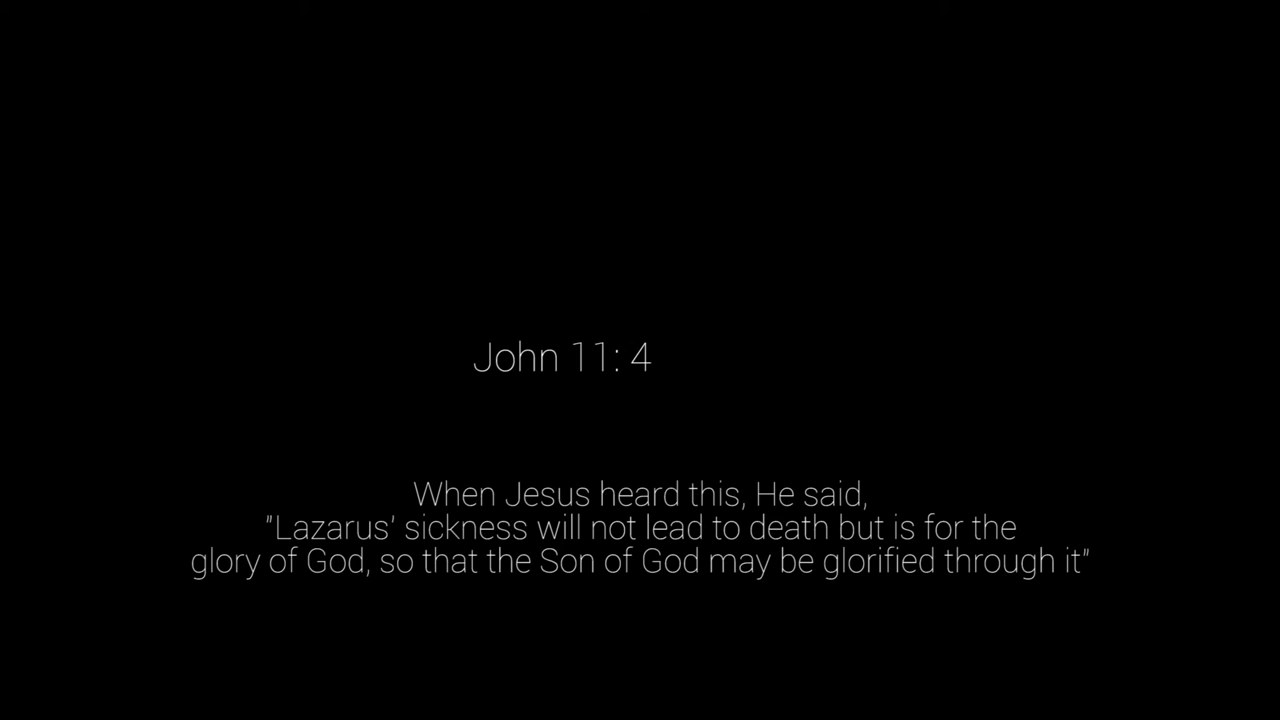 John 11: 4
When Jesus heard this, He said,
"Lazarus' sickness will not lead to death but is for the
glory of God, so that the Son of God may be glorified through it"